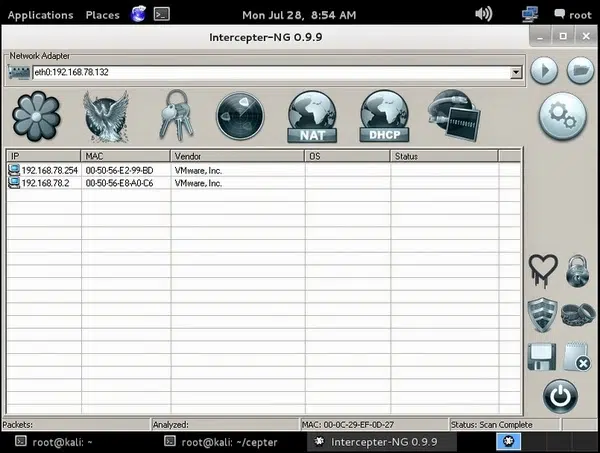 Applications Places Mon Jul 28, 8:54 AM root
Intercepter-NG 0.9.9
Network Adapter
eth0:192.168.78.132
NAT DHCP
IP MAC Vendor OS Status
192.168.78.254 00-50-56-E2-99-BD VMware, Inc.
192.168.78.2 00-50-56-E8-A0-C6 VMware, Inc.
Packets: Analyzed: MAC: 00-0C-29-EF-0D-27 Status: Scan Complete
root@kali: ~ root@kali: ~/cepter Intercepter-NG 0.9.9